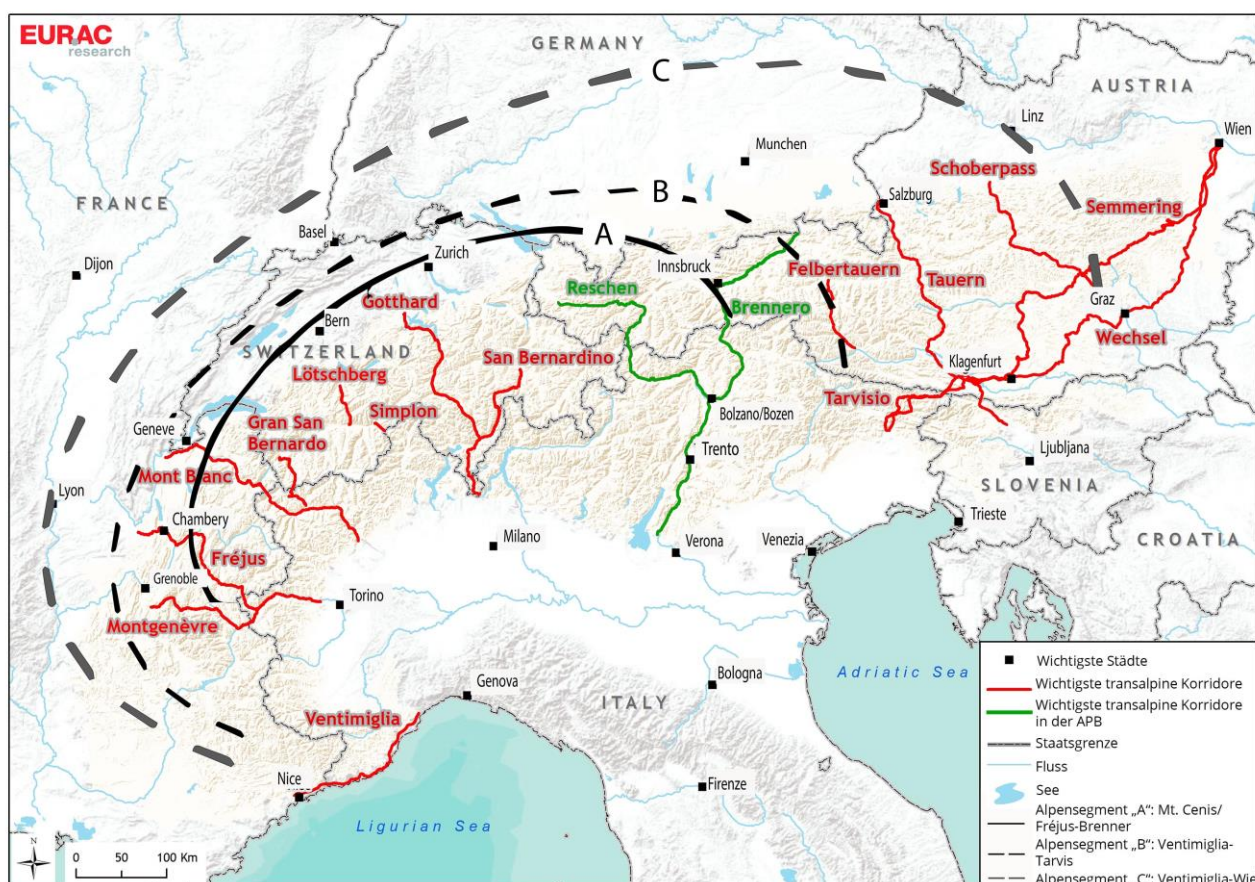 EURAC
research
GERMANY
C
AUSTRIA
Linz
Wien
Munchen
Schoberpass
FRANCE
B
Salzburg
Semmering
Basel
A
Zurich
Dijon
Innsbruck
Felbertauern
Reschen
Tauern
Gotthard
Brennero
Graz
Bern
Wechsel
SWITZERLAND
San Bernardino
Klagenfurt
Lötschberg
Simplon
Tarvisio
Bolzano/Bozen
Gran San
Bernardo
Geneve
Trento
Ljubljana
Mont Blanc
SLOVENIA
Lyon
Chambery
Trieste
Milano
Verona
Venezia
CROATIA
Fréjus
Grenoble
Torino
Montgenèvre
Adriatic Sea
Bologna
Genova
ITALY
Ventimiglia
Nice
Firenze
Ligurian Sea
N
0 50 100 Km
Wichtigste Städte
Wichtigste transalpine Korridore
Wichtigste transalpine Korridore
in der APB
Staatsgrenze
Fluss
See
Alpensegment „A“: Mt. Cenis/
Fréjus-Brenner
Alpensegment „B“: Ventimiglia-
Tarvis
Alpensegment „C“: Ventimiglia-Wie